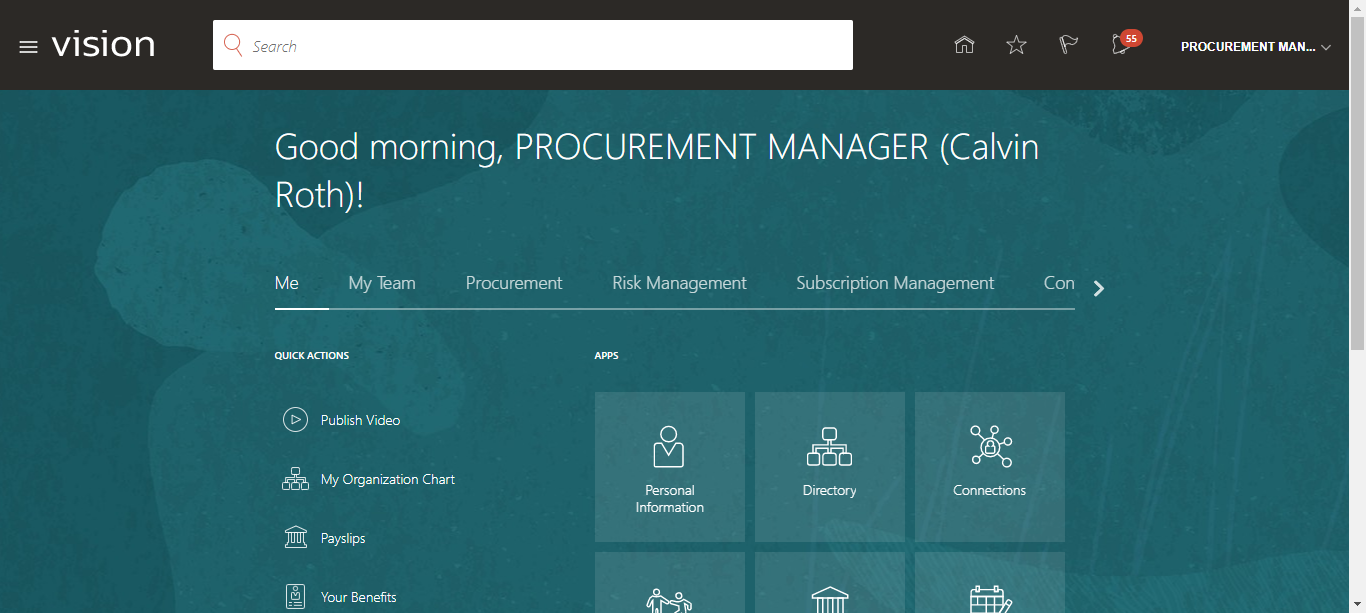 vision
Search
55
PROCUREMENT MAN...
Good morning, PROCUREMENT MANAGER (Calvin
Roth)!
Me
My Team
Procurement
Risk Management
Subscription Management
Con
QUICK ACTIONS
APPS
Publish Video
My Organization Chart
Payslips
Your Benefits
Personal
Information
Directory
Connections